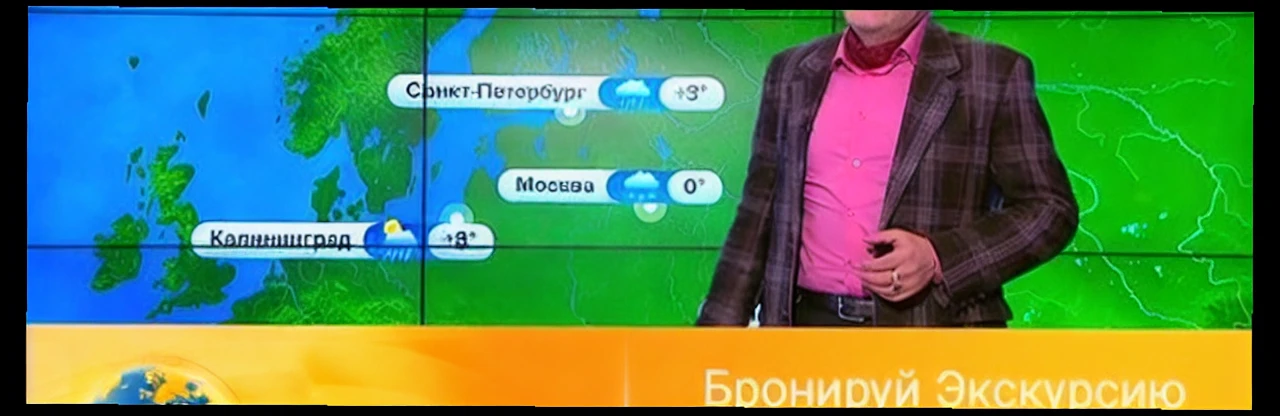 Санкт-Петербург +3°
Москва 0°
Калининград +8°
Бронируй Экскурсию